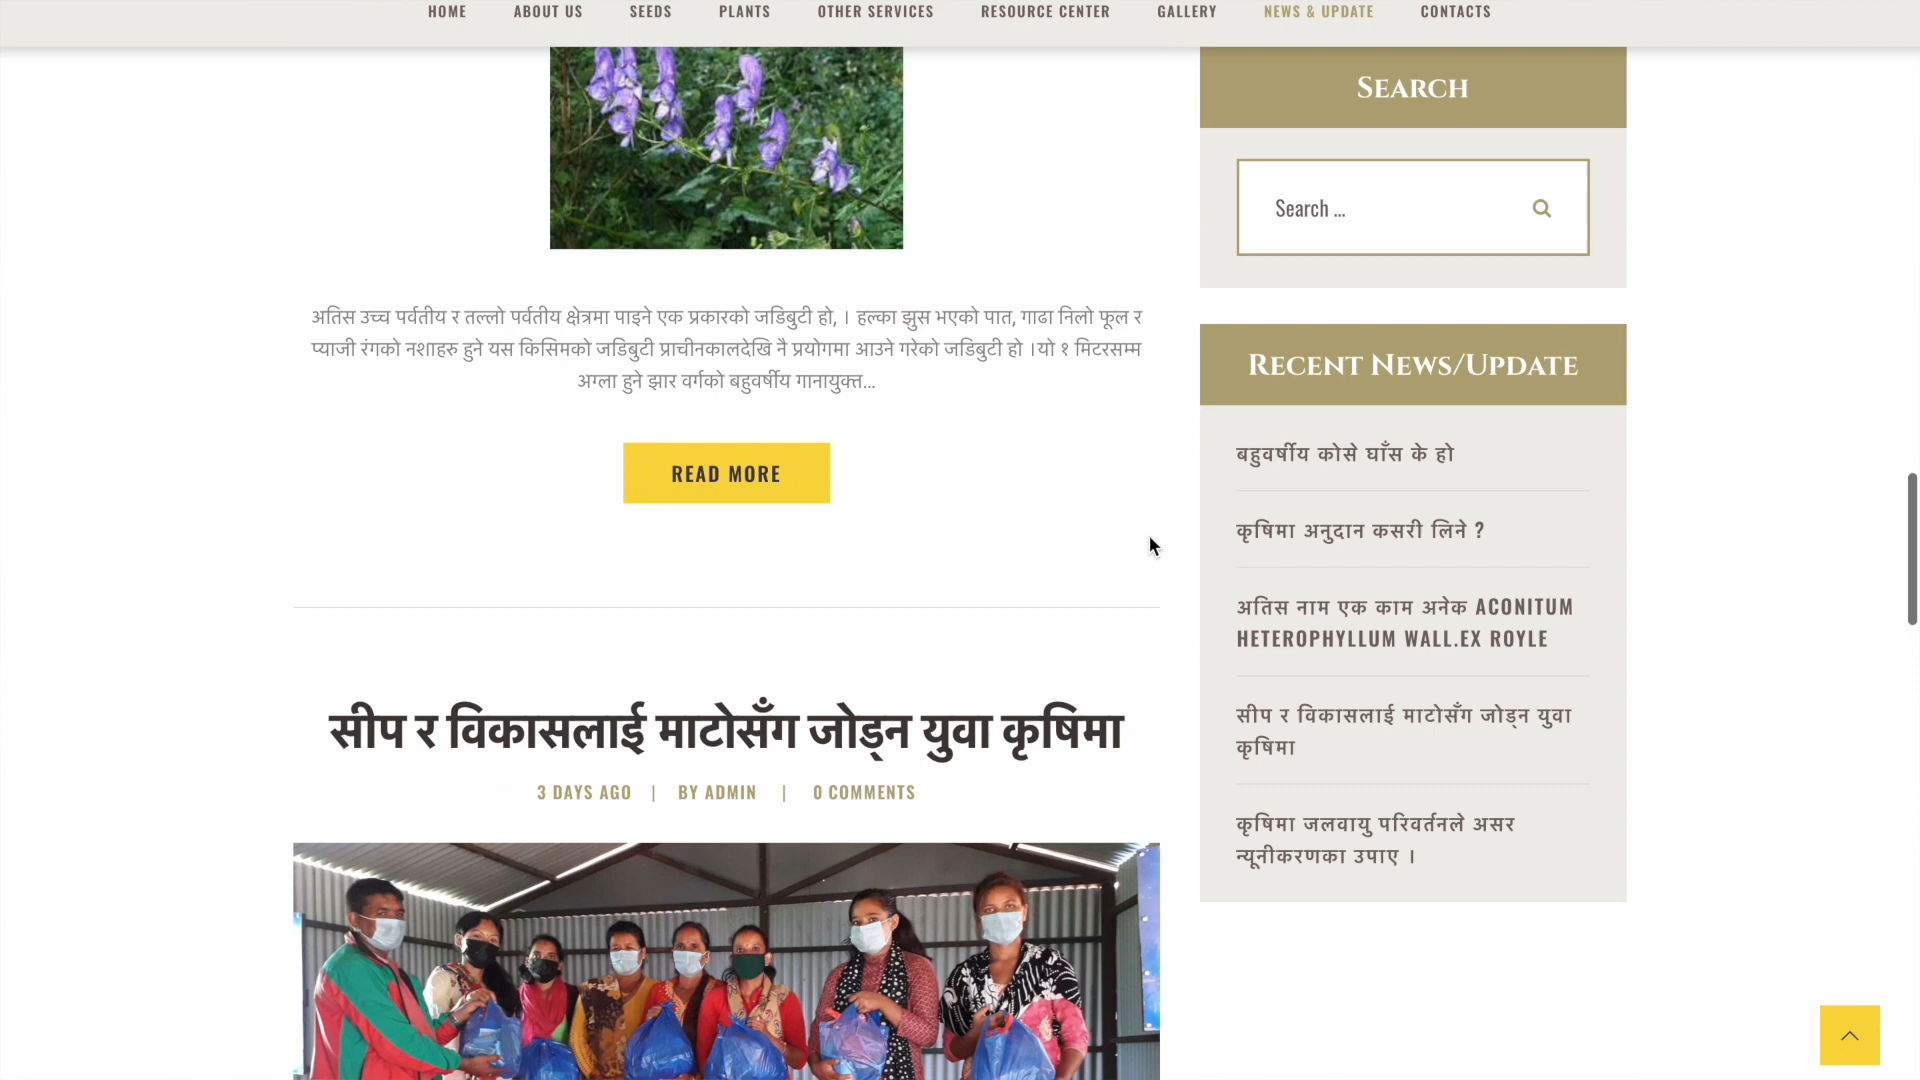 HOME ABOUT US SEEDS PLANTS OTHER SERVICES RESOURCE CENTER GALLERY NEWS & UPDATE CONTACTS
अतिस उच्च पर्वतीय र तल्लो पर्वतीय क्षेत्रमा पाइने एक प्रकारको जडिबुटी हो, । हल्का झुस भएको पात, गाढा निलो फूल र
प्याजी रंगको नशाहरु हुने यस किसिमको जडिबुटी प्राचीनकालदेखि नै प्रयोगमा आउने गरेको जडिबुटी हो ।यो १ मिटरसम्म
अग्ला हुने झार वर्गको बहुवर्षीय गानायुक्त...
READ MORE
सीप र विकासलाई माटोसँग जोड्न युवा कृषिमा
3 DAYS AGO | BY ADMIN | 0 COMMENTS
SEARCH
Search ...
RECENT NEWS/UPDATE
बहुवर्षीय कोसे घाँस के हो
कृषिमा अनुदान कसरी लिने ?
अतिस नाम एक काम अनेक ACONITUM
HETEROPHYLLUM WALL.EX ROYLE
सीप र विकासलाई माटोसँग जोड्न युवा
कृषिमा
कृषिमा जलवायु परिवर्तनले असर
न्यूनीकरणका उपाए ।